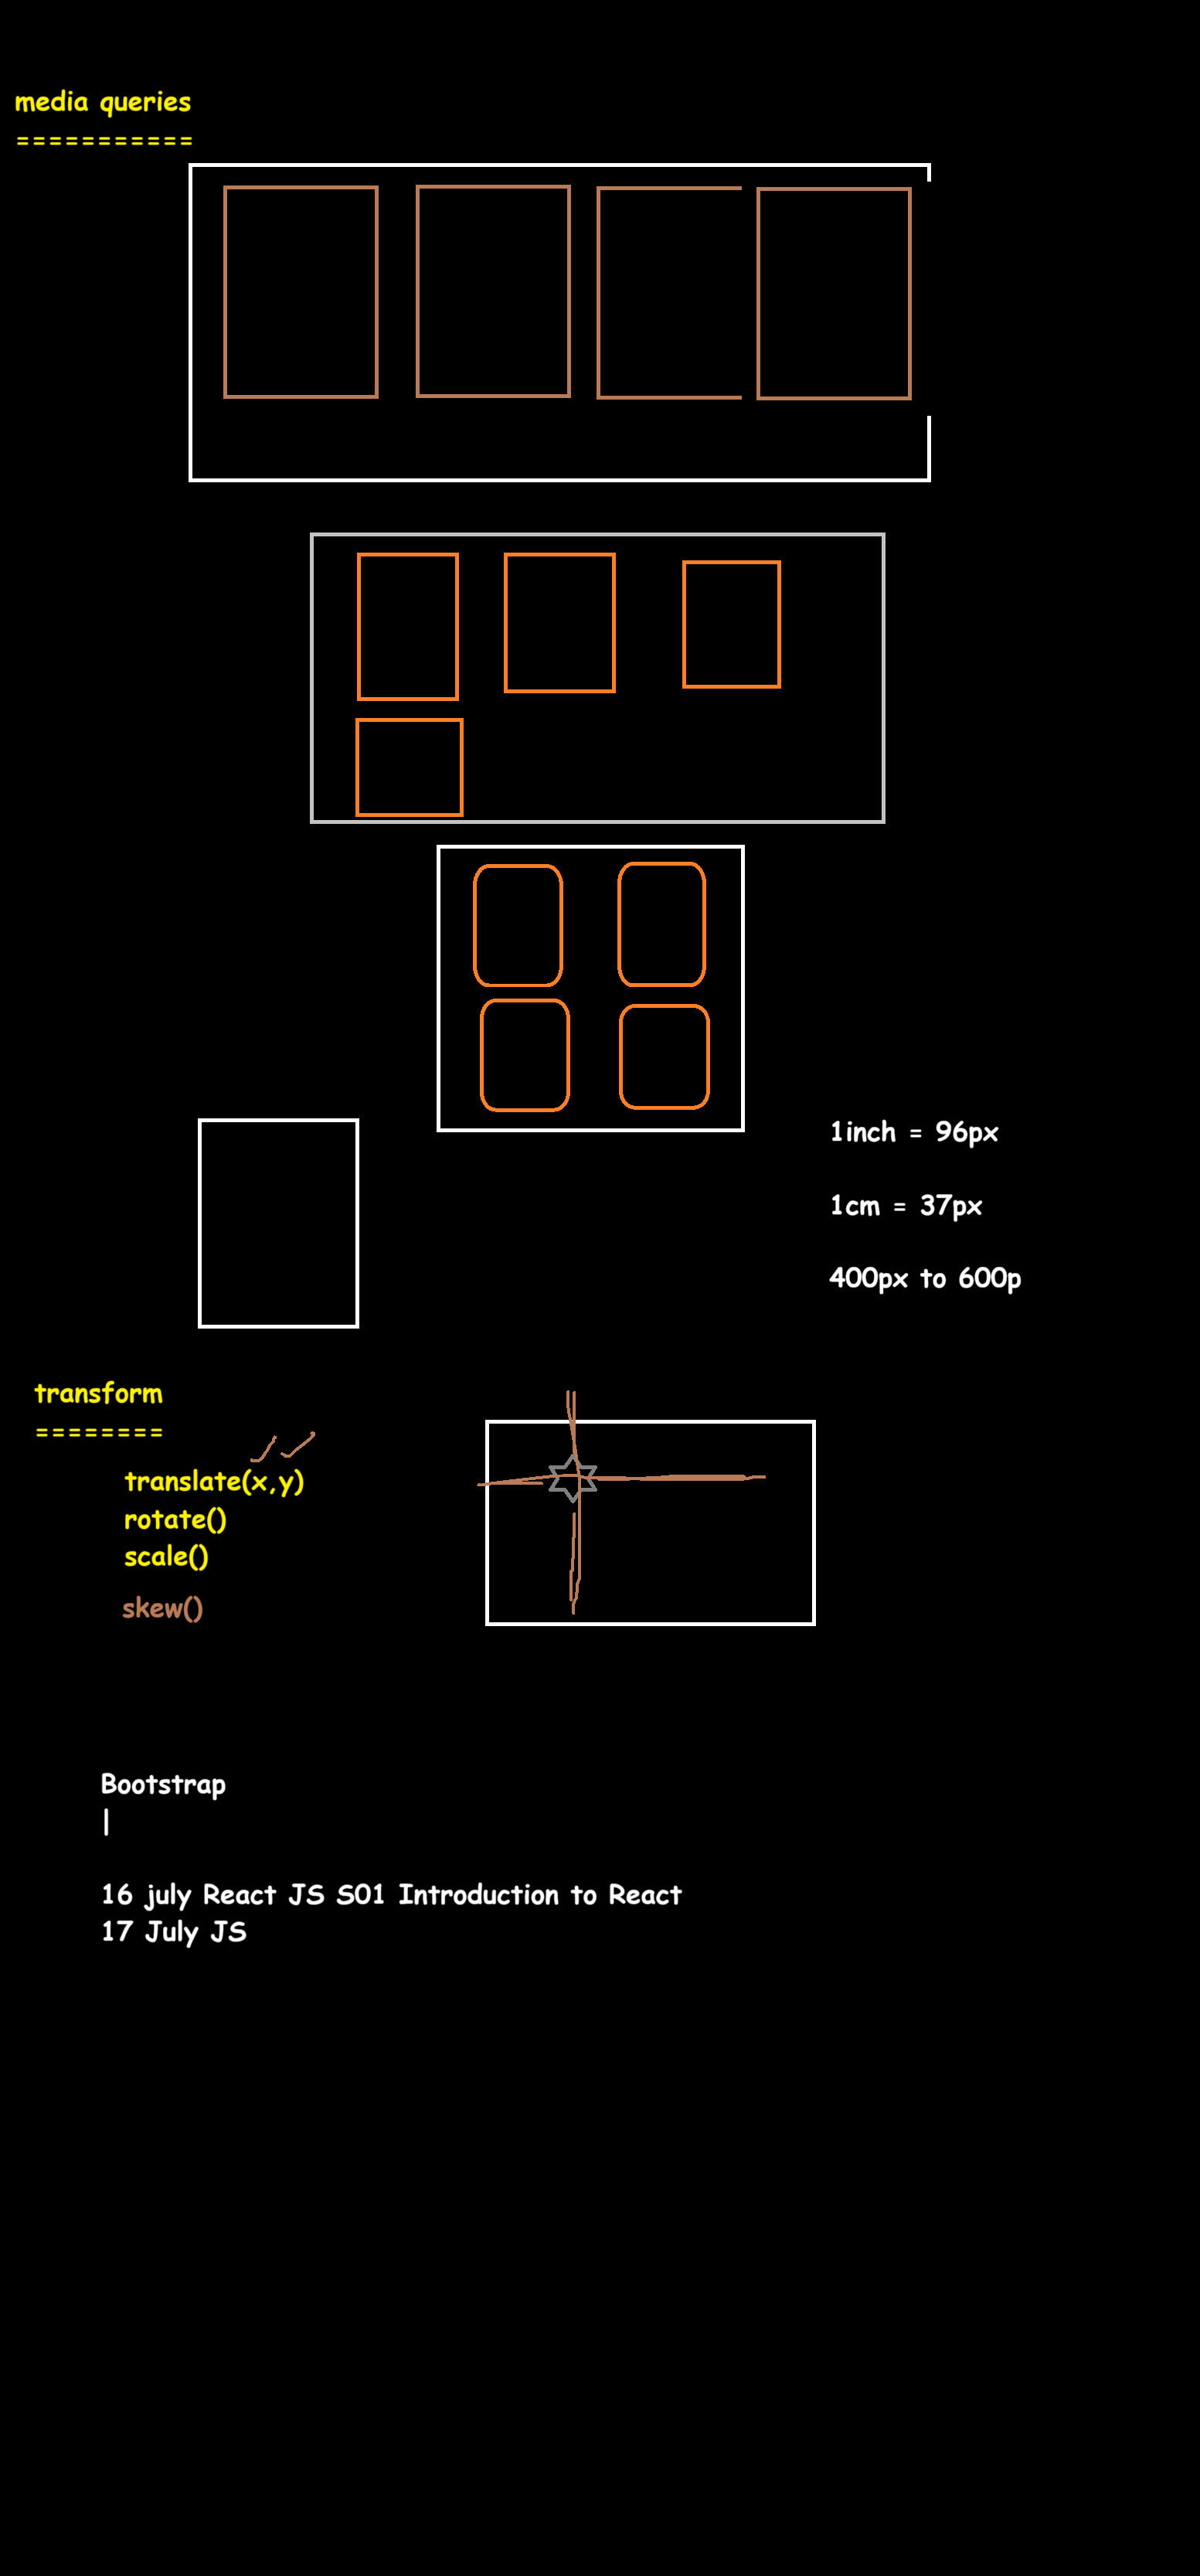 media queries
===========
1inch = 96px
1cm = 37px
400px to 600p
transform
========
translate(x,y)
rotate()
scale()
skew()
Bootstrap
|
16 july React JS S01 Introduction to React
17 July JS